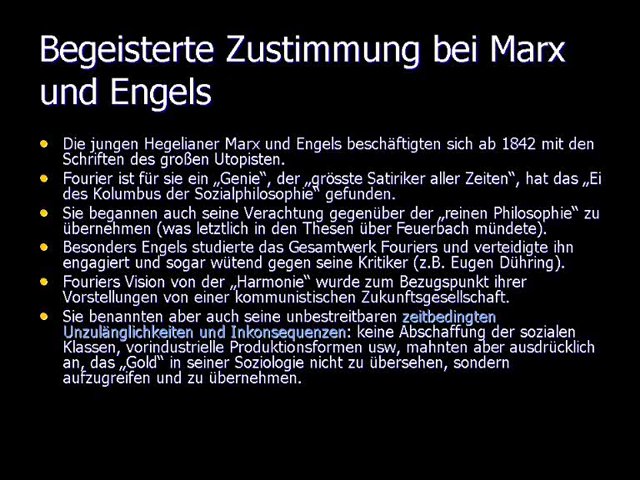 Begeisterte Zustimmung bei Marx
und Engels
Die jungen Hegelianer Marx und Engels beschäftigten sich ab 1842 mit den
Schriften des großen Utopisten.
Fourier ist für sie ein „Genie“, der „grösste Satiriker aller Zeiten“, hat das „Ei
des Kolumbus der Sozialphilosophie“ gefunden.
Sie begannen auch seine Verachtung gegenüber der „reinen Philosophie“ zu
übernehmen (was letztlich in den Thesen über Feuerbach mündete).
Besonders Engels studierte das Gesamtwerk Fouriers und verteidigte ihn
engagiert und sogar wütend gegen seine Kritiker (z.B. Eugen Dühring).
Fouriers Vision von der „Harmonie“ wurde zum Bezugspunkt ihrer
Vorstellungen von einer kommunistischen Zukunftsgesellschaft.
Sie benannten aber auch seine unbestreitbaren zeitbedingten
Unzulänglichkeiten und Inkonsequenzen: keine Abschaffung der sozialen
Klassen, vorindustrielle Produktionsformen usw, mahnten aber ausdrücklich
an, das „Gold“ in seiner Soziologie nicht zu übersehen, sondern
aufzugreifen und zu übernehmen.